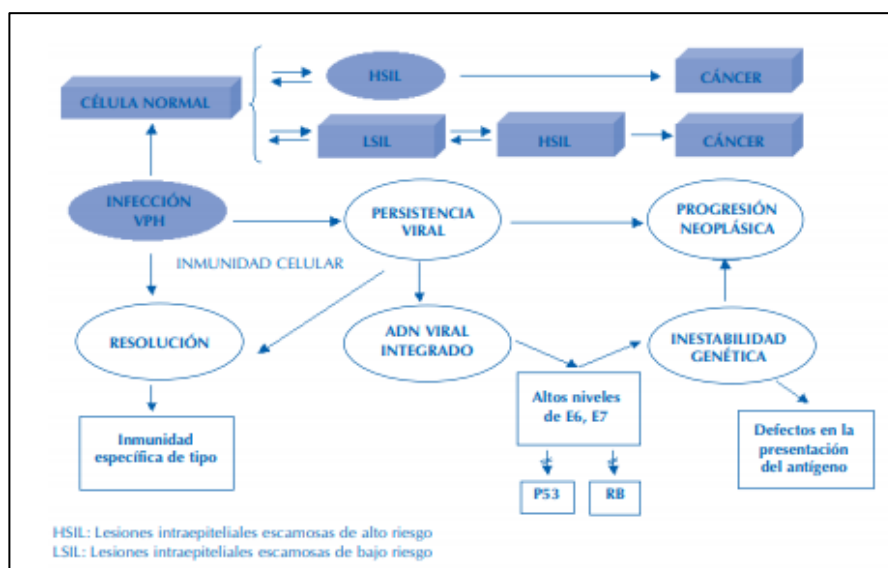 HSIL
CÁNCER
CÉLULA NORMAL
LSIL
HSIL
CÁNCER
INFECCIÓN
VPH
PERSISTENCIA
VIRAL
PROGRESIÓN
NEOPLÁSICA
INMUNIDAD CELULAR
RESOLUCIÓN
ADN VIRAL
INTEGRADO
INESTABILIDAD
GENÉTICA
Altos niveles
de E6, E7
Inmunidad
específica de tipo
Defectos en la
presentación
del antígeno
P53
RB
HSIL: Lesiones intraepiteliales escamosas de alto riesgo
LSIL: Lesiones intraepiteliales escamosas de bajo riesgo